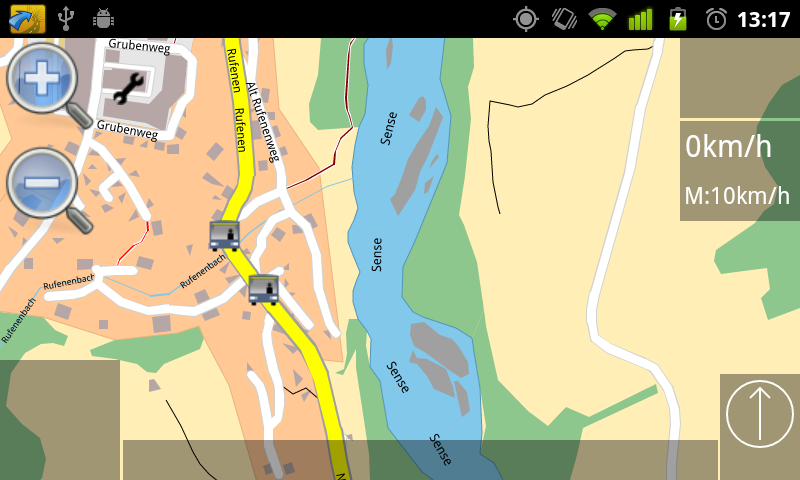 13:17
Grubenweg
Grubenweg
Rufenen
Rufenen
Alt Rufenenweg
Sense
0km/h
M:10km/h
Sense
Rufenenbach
Rufenenbach
Rufenenbach
Sense
Sense